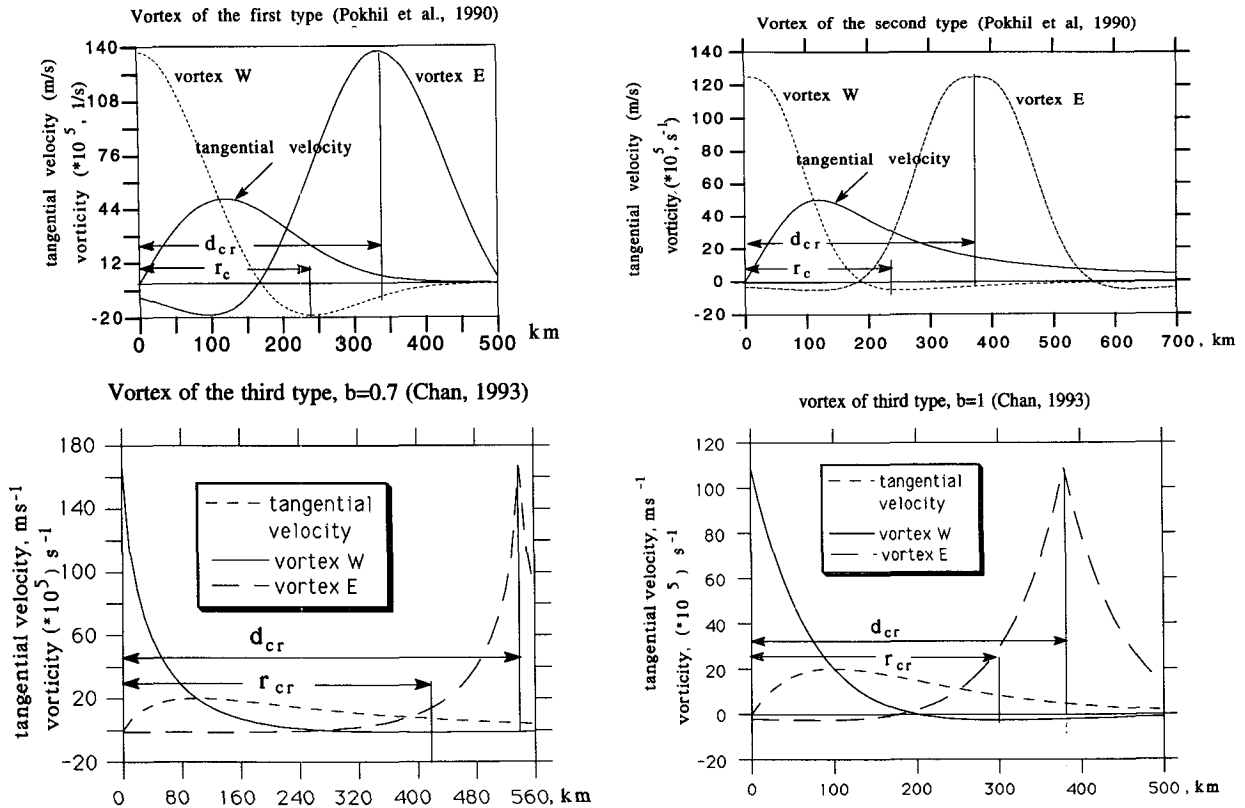 Vortex of the first type (Pokhil et al., 1990)
tangential velocity (m/s)
vorticity (*10^5, 1/s)
140
108
76
44
12
-20
vortex W
vortex E
tangential velocity
d_cr
r_c
0 100 200 300 400 500 km
Vortex of the second type (Pokhil et al, 1990)
tangential velocity (m/s)
vorticity.(*10^5, s^-1)
140
120
100
80
60
40
20
0
-20
vortex W
vortex E
tangential velocity
d_cr
r_c
0 100 200 300 400 500 600 700, km
Vortex of the third type, b=0.7 (Chan, 1993)
tangential velocity, ms^-1
vorticity (*10^5) s^-1
180
160
140
100
60
20
-20
tangential
velocity
vortex W
vortex E
d_cr
r_cr
0 80 160 240 320 400 480 560, km
vortex of third type, b=1 (Chan, 1993)
tangential velocity, ms^-1
vorticity, (*10^5) s^-1
120
100
80
60
40
20
0
-20
tangential
velocity
vortex W
vortex E
d_cr
r_cr
0 100 200 300 400 500, km